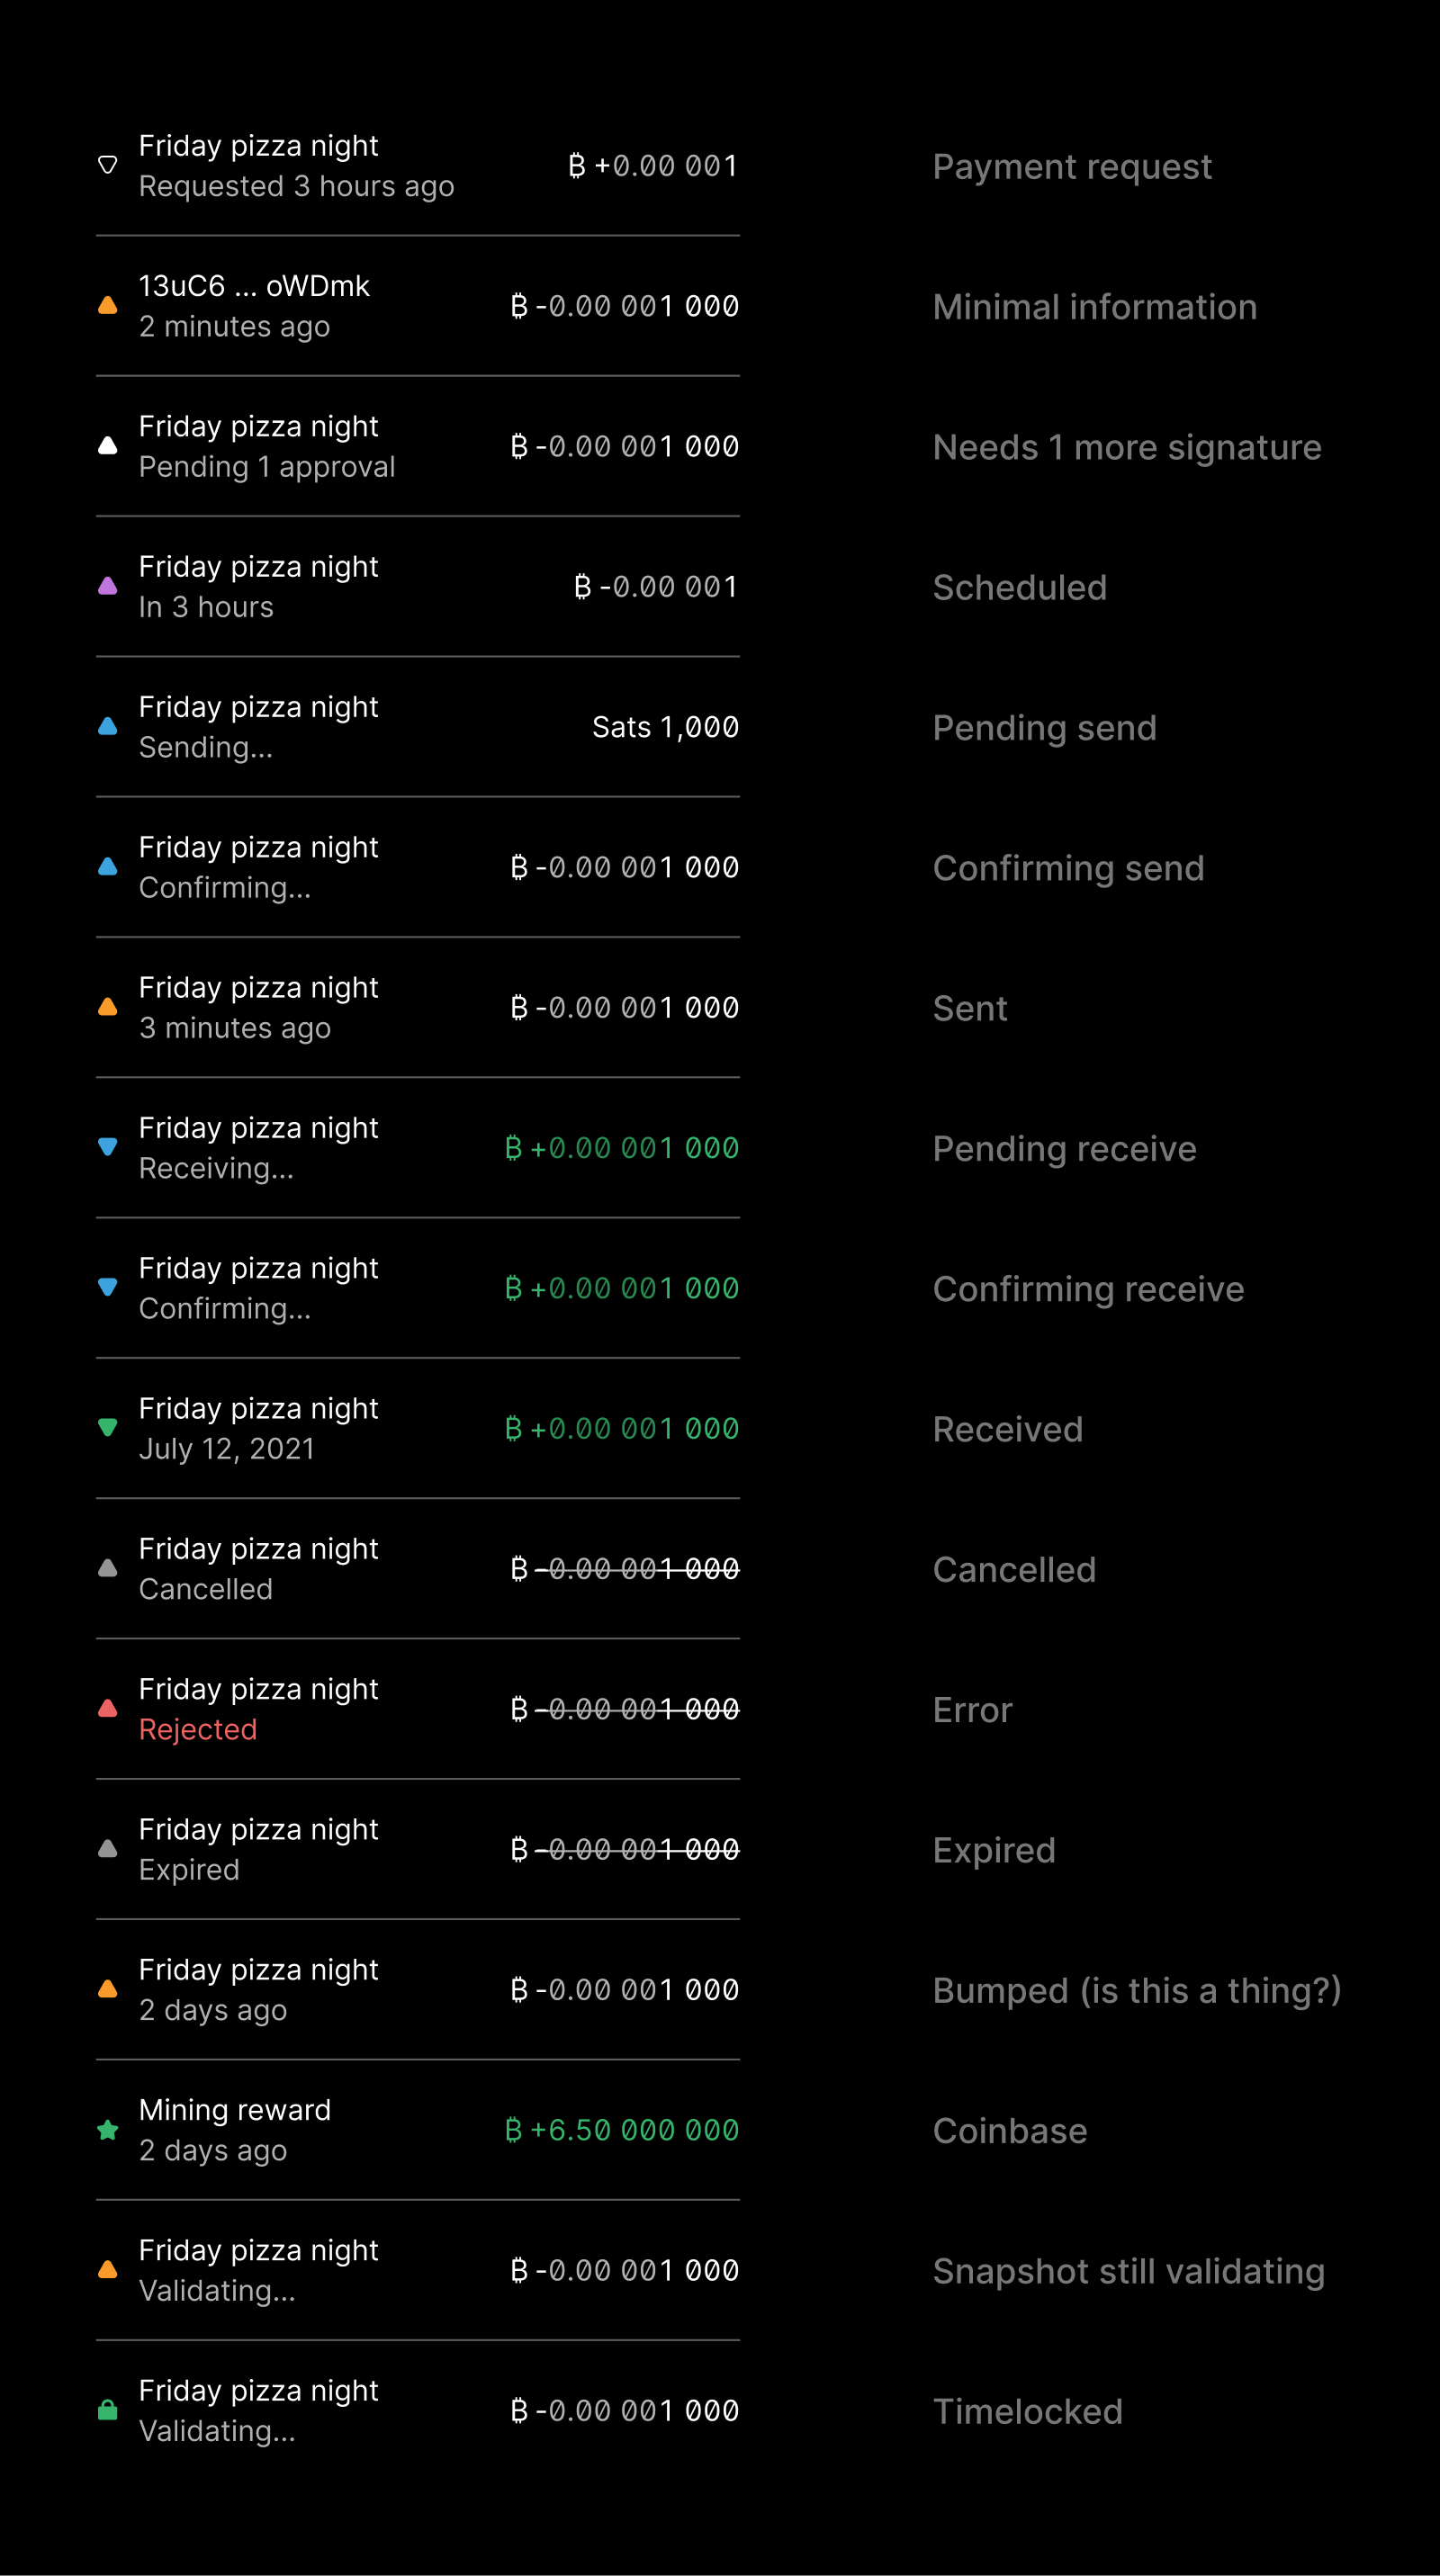 Friday pizza night
Requested 3 hours ago
₿ +0.00 001
Payment request
13uC6 ... oWDmk
2 minutes ago
₿ -0.00 001 000
Minimal information
Friday pizza night
Pending 1 approval
₿ -0.00 001 000
Needs 1 more signature
Friday pizza night
In 3 hours
₿ -0.00 001
Scheduled
Friday pizza night
Sending...
Sats 1,000
Pending send
Friday pizza night
Confirming...
₿ -0.00 001 000
Confirming send
Friday pizza night
3 minutes ago
₿ -0.00 001 000
Sent
Friday pizza night
Receiving...
₿ +0.00 001 000
Pending receive
Friday pizza night
Confirming...
₿ +0.00 001 000
Confirming receive
Friday pizza night
July 12, 2021
₿ +0.00 001 000
Received
Friday pizza night
Cancelled
₿ -0.00 001 000
Cancelled
Friday pizza night
Rejected
₿ -0.00 001 000
Error
Friday pizza night
Expired
₿ -0.00 001 000
Expired
Friday pizza night
2 days ago
₿ -0.00 001 000
Bumped (is this a thing?)
Mining reward
2 days ago
₿ +6.50 000 000
Coinbase
Friday pizza night
Validating...
₿ -0.00 001 000
Snapshot still validating
Friday pizza night
Validating...
₿ -0.00 001 000
Timelocked